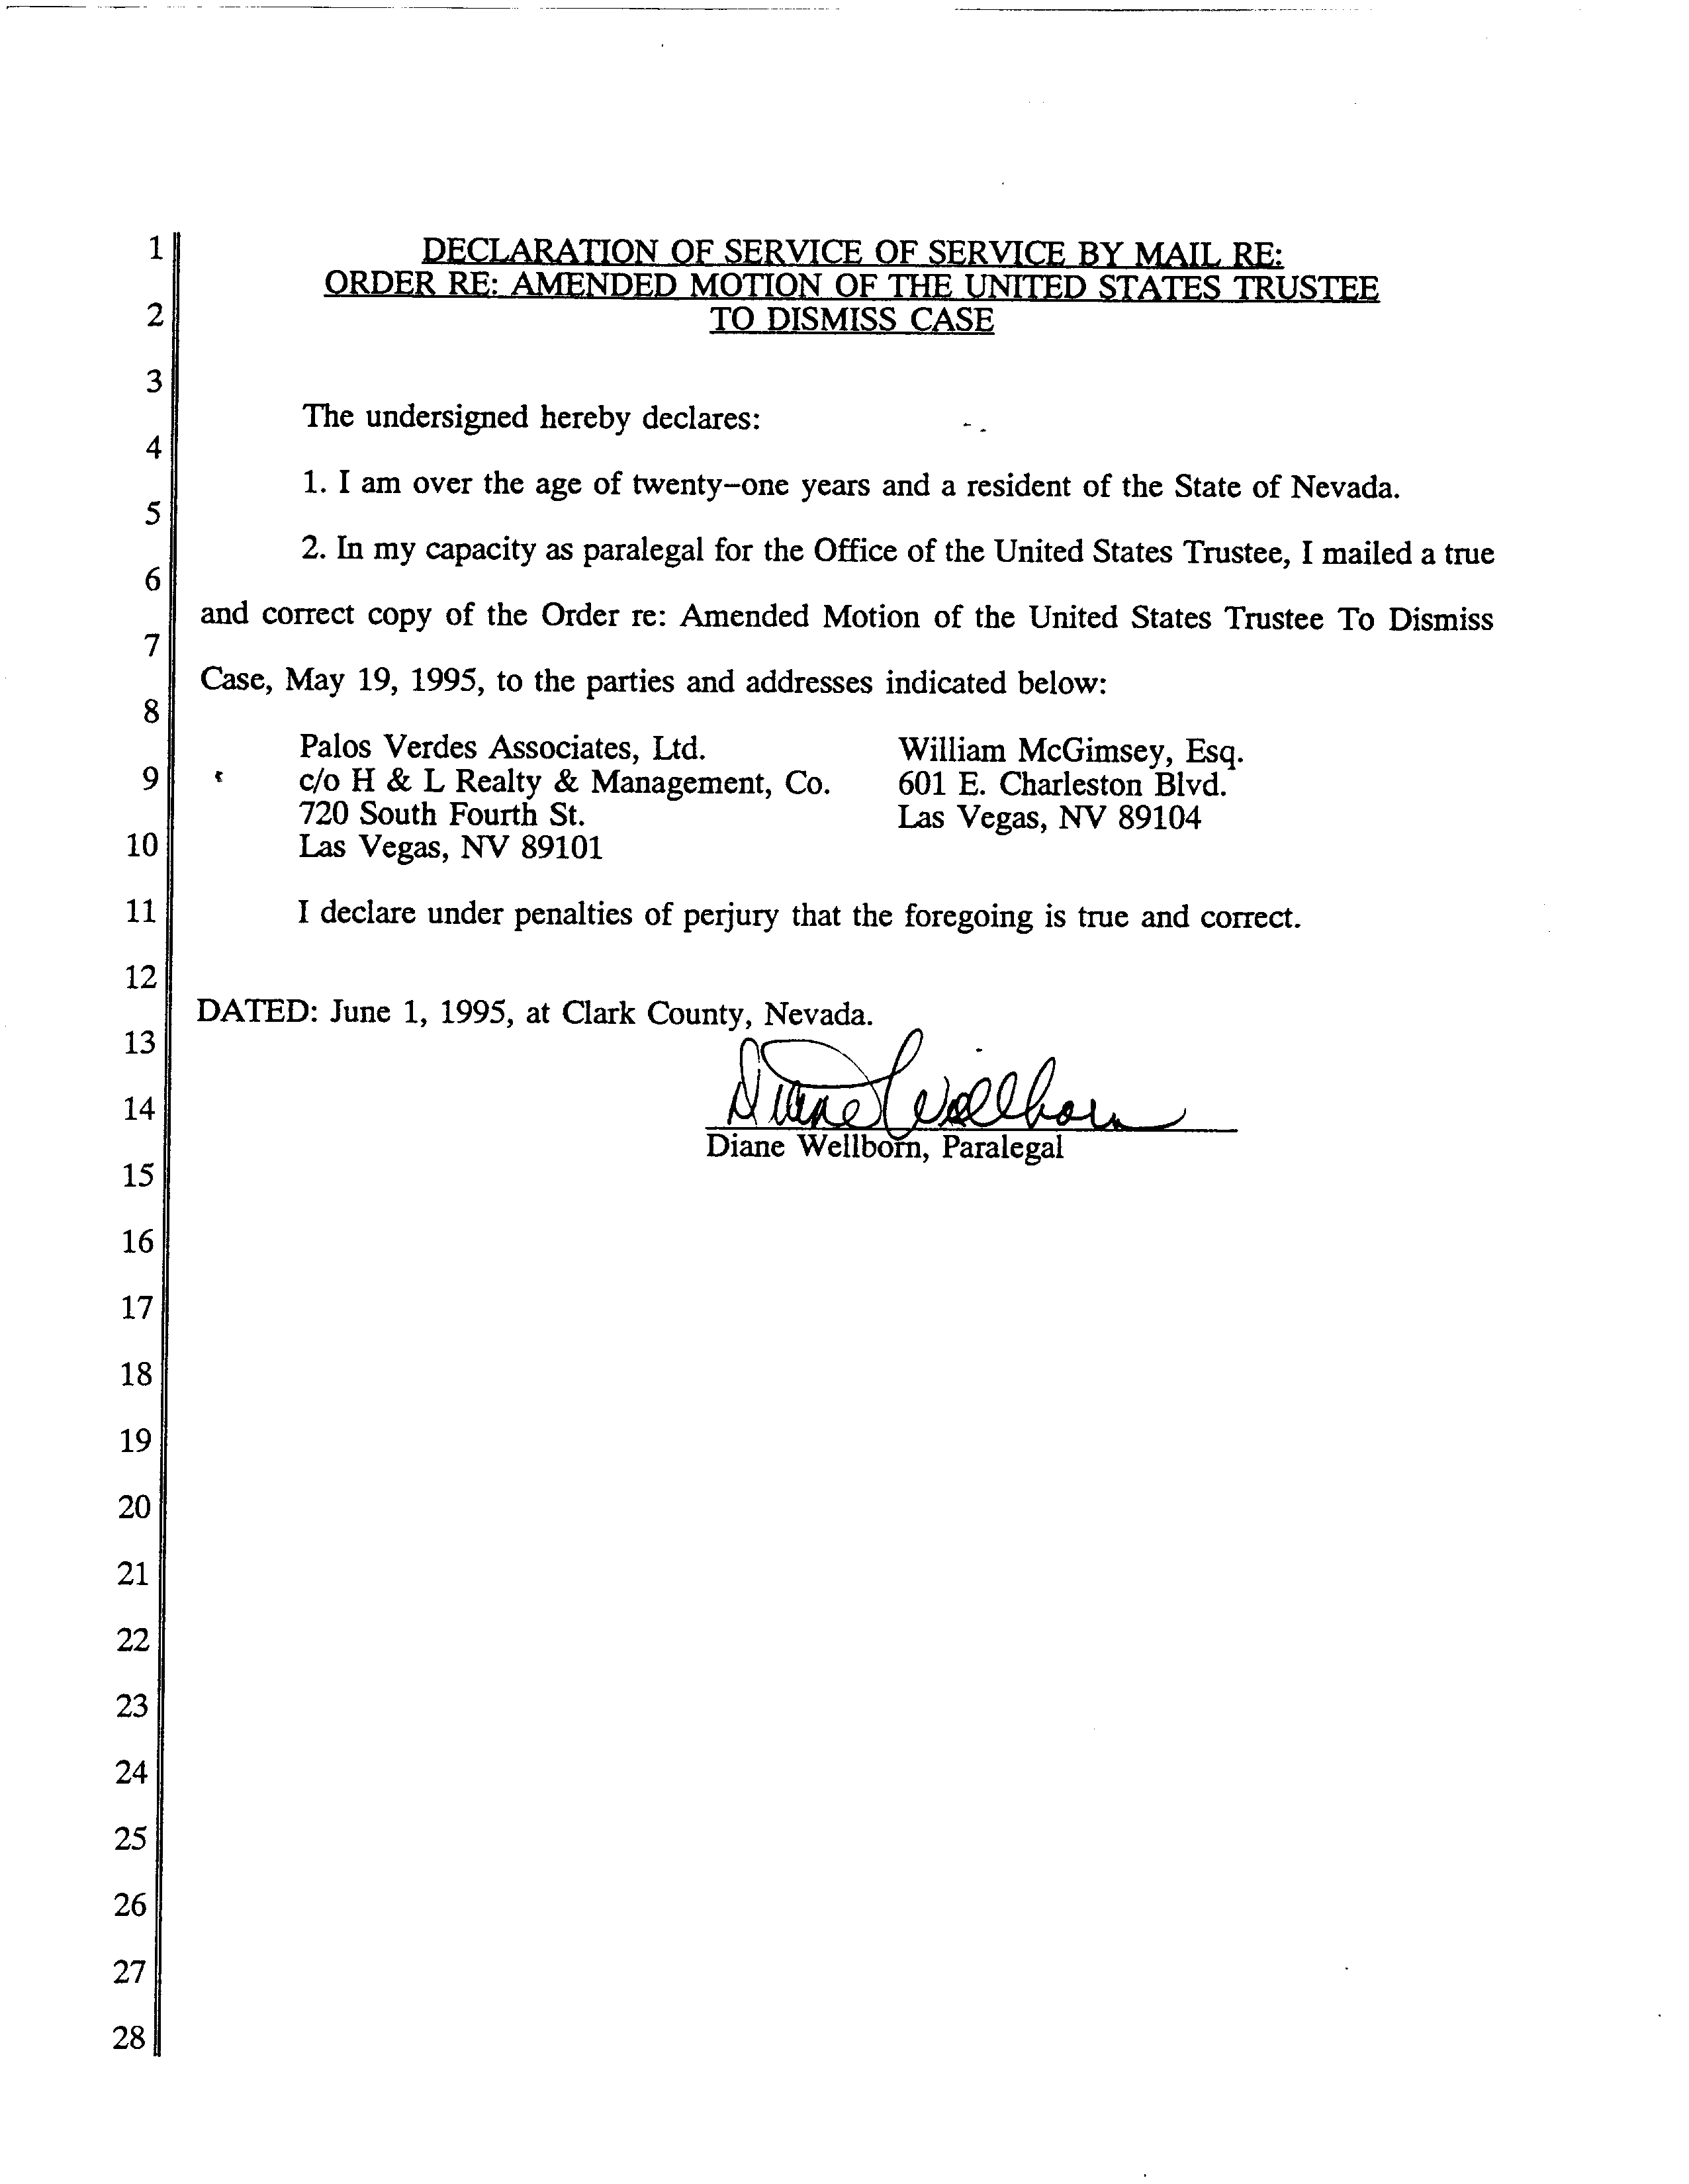 1 DECLARATION OF SERVICE OF SERVICE BY MAIL RE:
ORDER RE: AMENDED MOTION OF THE UNITED STATES TRUSTEE
2 TO DISMISS CASE
3
The undersigned hereby declares:
4
1. I am over the age of twenty-one years and a resident of the State of Nevada.
5
2. In my capacity as paralegal for the Office of the United States Trustee, I mailed a true
6
and correct copy of the Order re: Amended Motion of the United States Trustee To Dismiss
7
Case, May 19, 1995, to the parties and addresses indicated below:
8
Palos Verdes Associates, Ltd. William McGimsey, Esq.
9 c/o H & L Realty & Management, Co. 601 E. Charleston Blvd.
720 South Fourth St. Las Vegas, NV 89104
10 Las Vegas, NV 89101
11 I declare under penalties of perjury that the foregoing is true and correct.
12
DATED: June 1, 1995, at Clark County, Nevada.
13
14 Diane Wellborn
Diane Wellborn, Paralegal
15
16
17
18
19
20
21
22
23
24
25
26
27
28